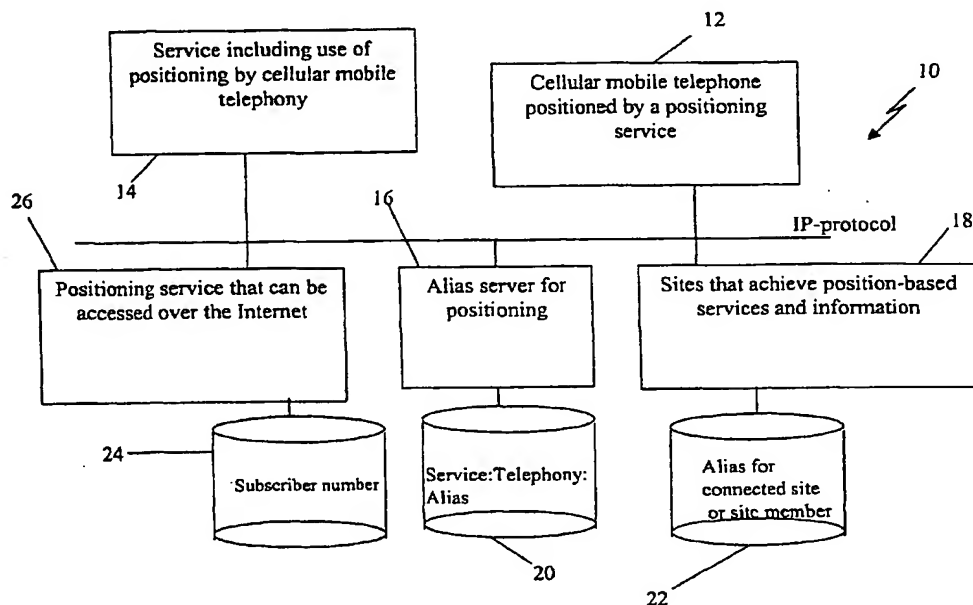 12
Service including use of
positioning by cellular mobile
telephony
Cellular mobile telephone
positioned by a positioning
service
10
14
26
16
IP-protocol
18
Positioning service that can be
accessed over the Internet
Alias server for
positioning
Sites that achieve position-based
services and information
24
Subscriber number
Service:Telephony:
Alias
Alias for
connected site
or site member
20
22